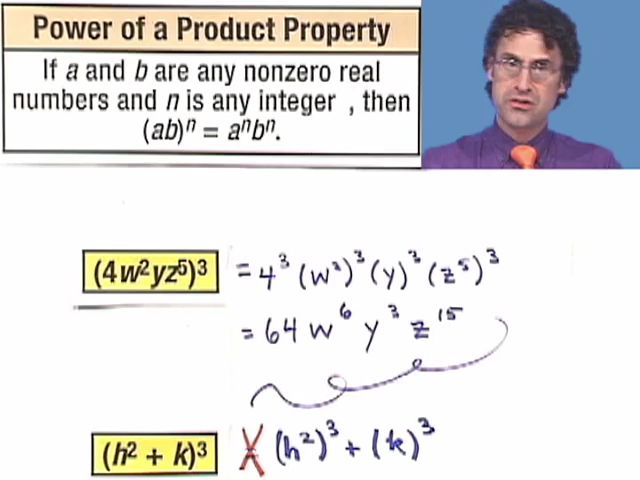 Power of a Product Property
If a and b are any nonzero real
numbers and n is any integer , then
(ab)ⁿ = aⁿbⁿ.
(4w²yz⁵)³ = 4³ (w²)³ (y)³ (z⁵)³
= 64 w⁶ y³ z¹⁵
(h² + k)³ X (h²)³ + (k)³